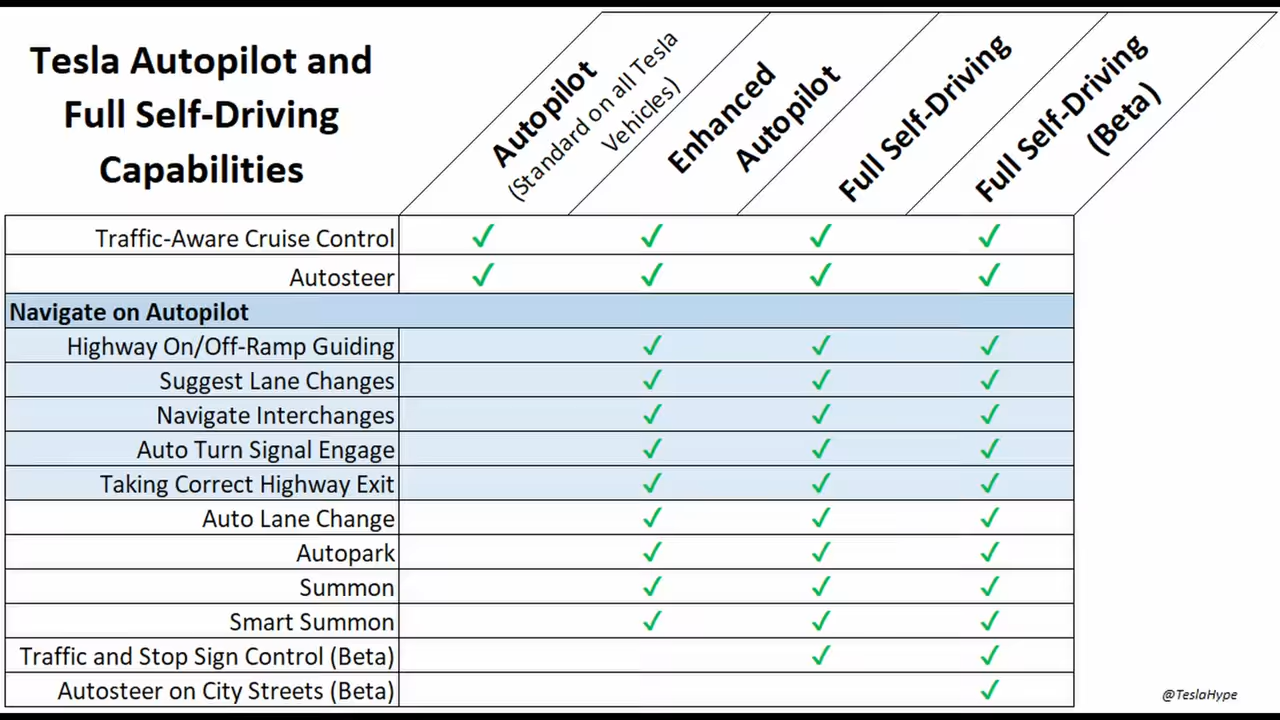 Tesla Autopilot and
Full Self-Driving
Capabilities
Autopilot
(Standard on all Tesla
Vehicles)
Enhanced
Autopilot
Full Self-Driving
Full Self-Driving
(Beta)
Traffic-Aware Cruise Control ✓ ✓ ✓ ✓
Autosteer ✓ ✓ ✓ ✓
Navigate on Autopilot
Highway On/Off-Ramp Guiding ✓ ✓ ✓
Suggest Lane Changes ✓ ✓ ✓
Navigate Interchanges ✓ ✓ ✓
Auto Turn Signal Engage ✓ ✓ ✓
Taking Correct Highway Exit ✓ ✓ ✓
Auto Lane Change ✓ ✓ ✓
Autopark ✓ ✓ ✓
Summon ✓ ✓ ✓
Smart Summon ✓ ✓ ✓
Traffic and Stop Sign Control (Beta) ✓ ✓
Autosteer on City Streets (Beta) ✓
@TeslaHype